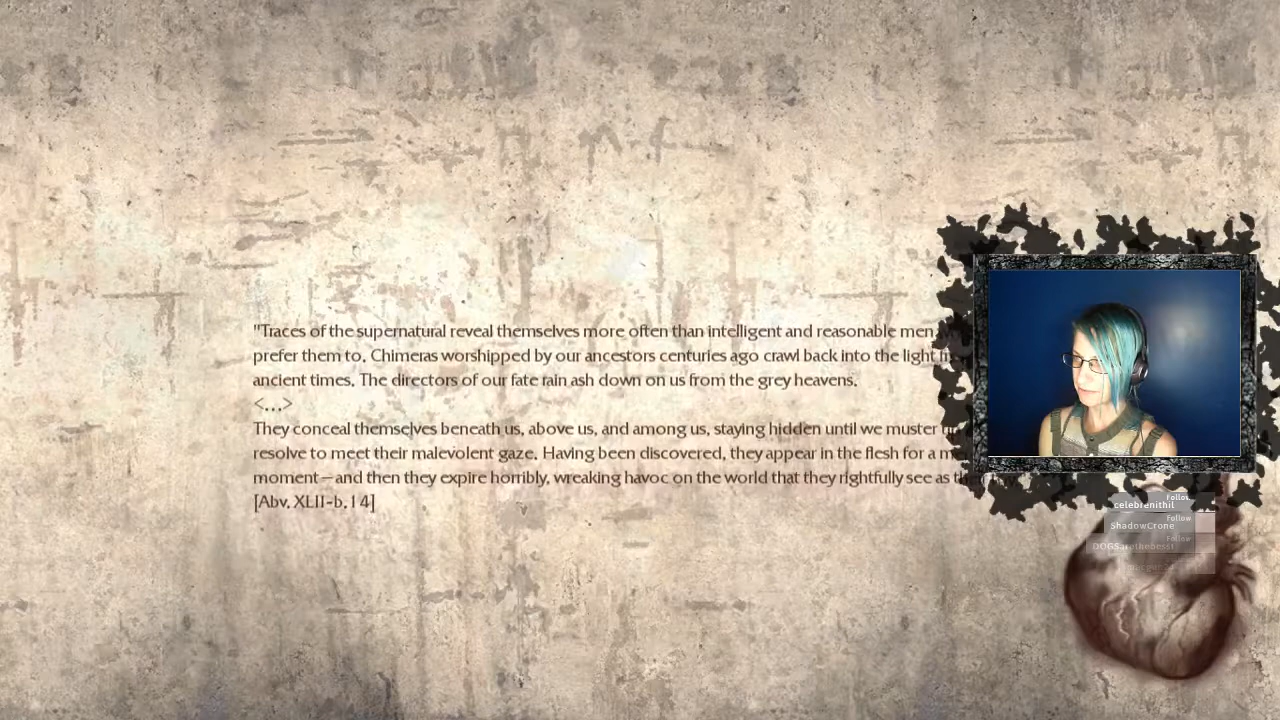 "Traces of the supernatural reveal themselves more often than intelligent and reasonable men
prefer them to. Chimeras worshipped by our ancestors centuries ago crawl back into the light
ancient times. The directors of our fate rain ash down on us from the grey heavens.
<...>
They conceal themselves beneath us, above us, and among us, staying hidden until we muster
resolve to meet their malevolent gaze. Having been discovered, they appear in the flesh for a
moment—and then they expire horribly, wreaking havoc on the world that they rightfully see as
[Abv. XLII-b.14]
Follow
celebrenithil
Follow
ShadowCrone
Follow